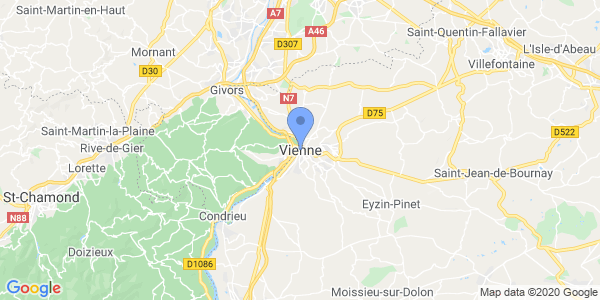 Saint-Martin-en-Haut
A7
A46
D307
Saint-Quentin-Fallavier
Mornant
L'Isle-d'Abeau
Villefontaine
D30
Givors
N7
D75
Saint-Martin-la-Plaine
D522
Rive-de-Gier
Vienne
Lorette
Saint-Jean-de-Bournay
St-Chamond
Eyzin-Pinet
N88
Condrieu
Doizieux
D1086
Google
Moissieu-sur-Dolon
Map data ©2020 Google